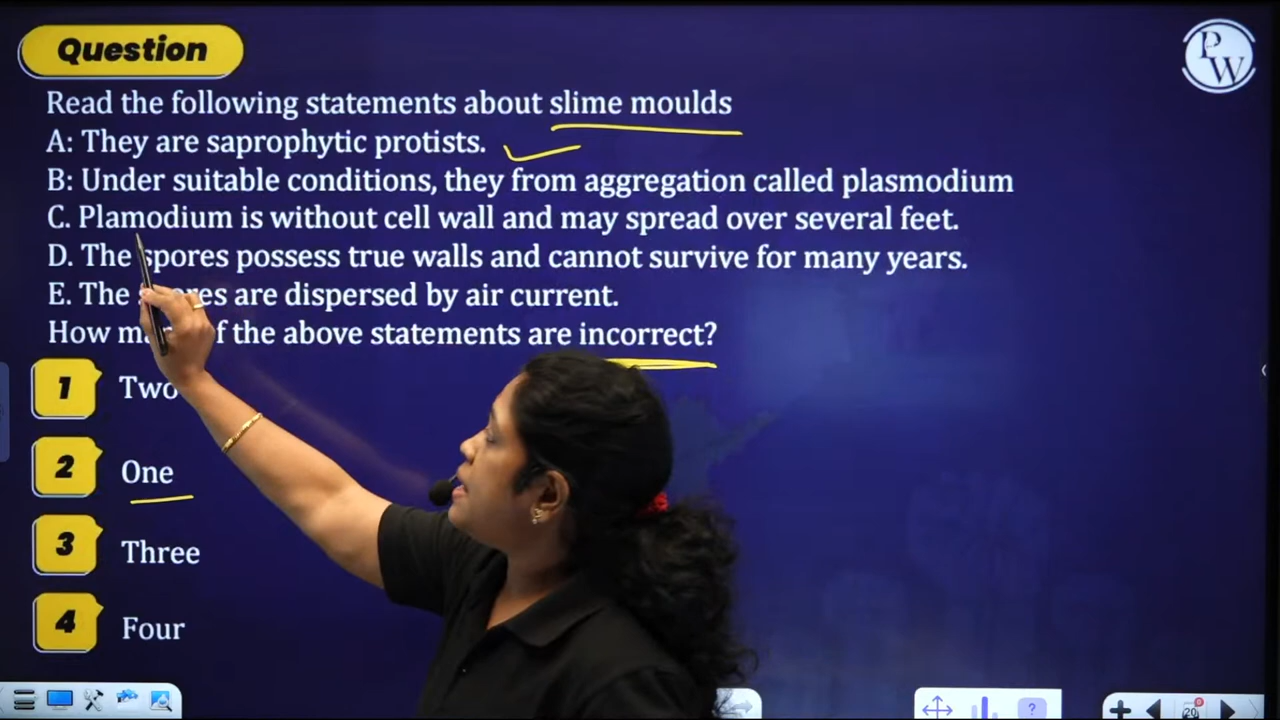 Question
PW
Read the following statements about slime moulds
A: They are saprophytic protists.
B: Under suitable conditions, they from aggregation called plasmodium
C. Plamodium is without cell wall and may spread over several feet.
D. The spores possess true walls and cannot survive for many years.
E. The are dispersed by air current.
How the above statements are incorrect?
1 Two
2 One
3 Three
4 Four
20